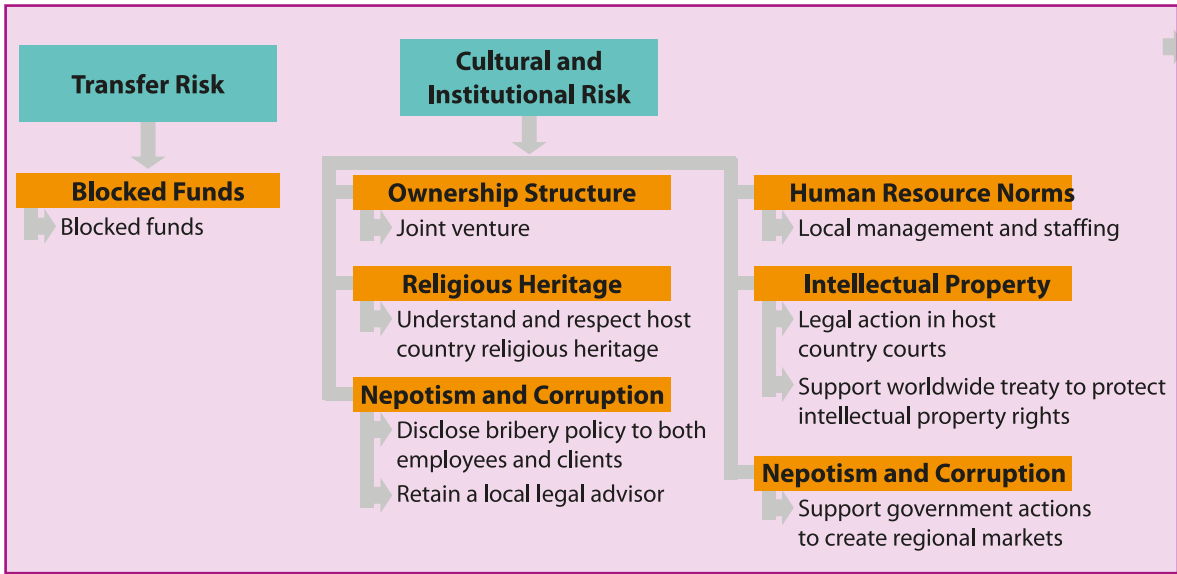 Transfer Risk
Blocked Funds
Blocked funds
Cultural and
Institutional Risk
Ownership Structure
Joint venture
Religious Heritage
Understand and respect host
country religious heritage
Nepotism and Corruption
Disclose bribery policy to both
employees and clients
Retain a local legal advisor
Human Resource Norms
Local management and staffing
Intellectual Property
Legal action in host
country courts
Support worldwide treaty to protect
intellectual property rights
Nepotism and Corruption
Support government actions
to create regional markets